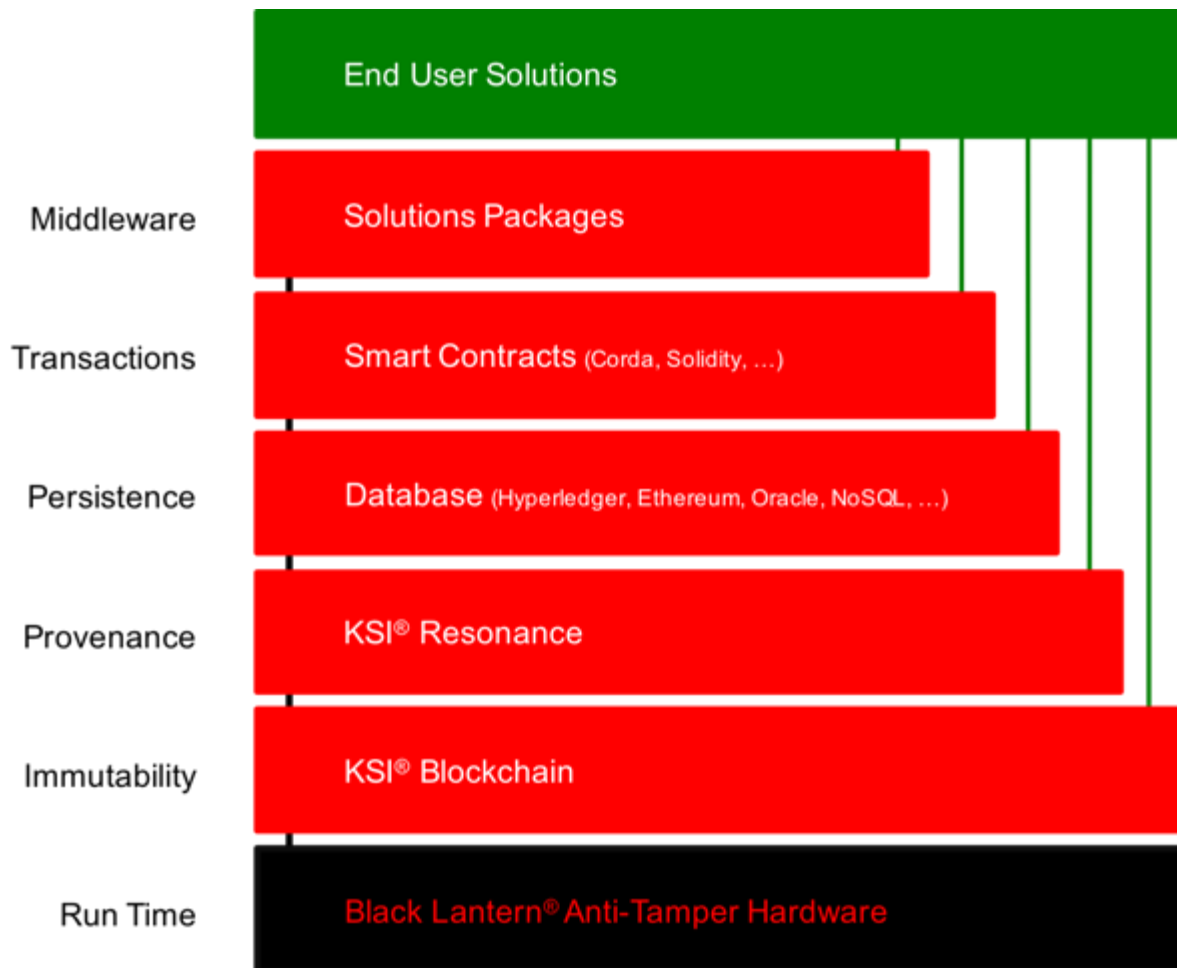 End User Solutions
Middleware
Solutions Packages
Transactions
Smart Contracts (Corda, Solidity, …)
Persistence
Database (Hyperledger, Ethereum, Oracle, NoSQL, …)
Provenance
KSI® Resonance
Immutability
KSI® Blockchain
Run Time
Black Lantern® Anti-Tamper Hardware